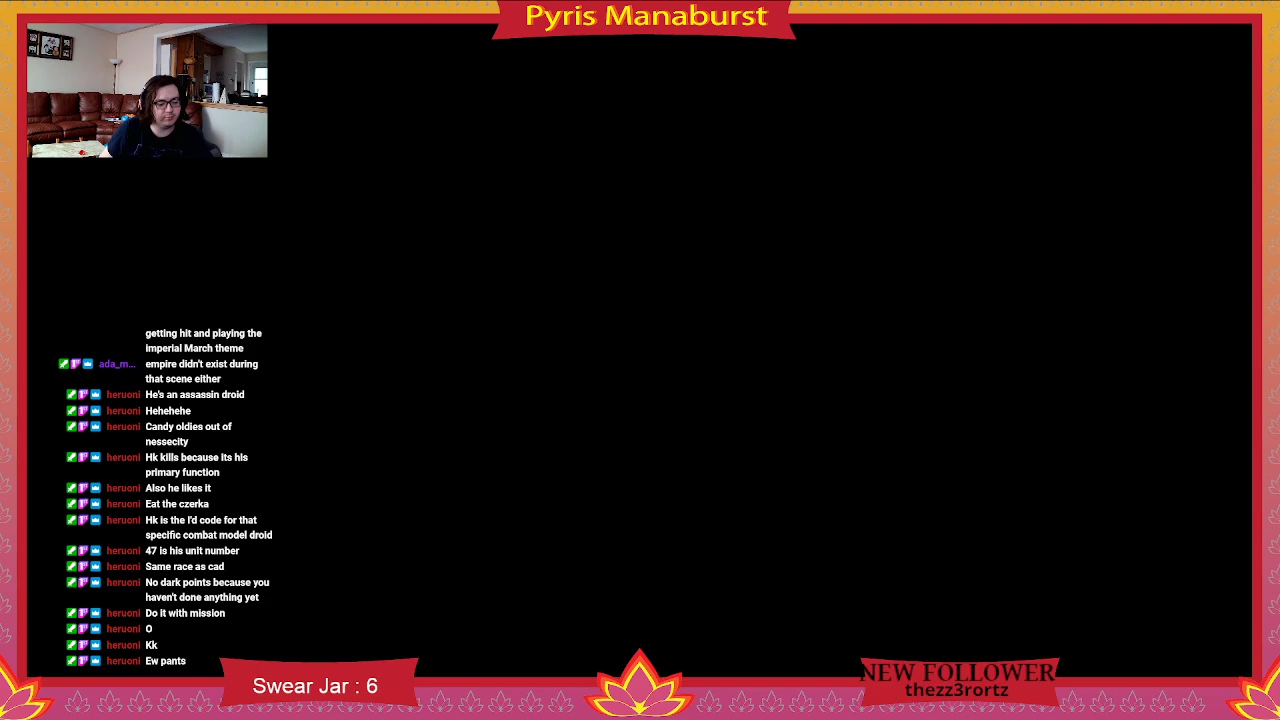 Pyris Manaburst
getting hit and playing the
imperial March theme
ada_m... empire didn't exist during
that scene either
heruoni He's an assassin droid
heruoni Hehehehe
heruoni Candy oldies out of
nessecity
heruoni Hk kills because its his
primary function
heruoni Also he likes it
heruoni Eat the czerka
heruoni Hk is the I'd code for that
specific combat model droid
heruoni 47 is his unit number
heruoni Same race as cad
heruoni No dark points because you
haven't done anything yet
heruoni Do it with mission
heruoni O
heruoni Kk
heruoni Ew pants
Swear Jar : 6
NEW FOLLOWER
thezz3rortz